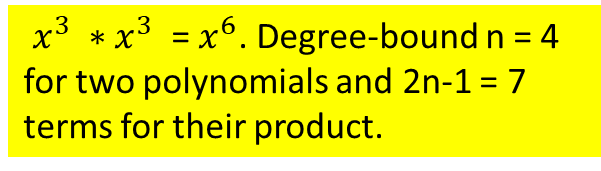 x³ * x³ = x⁶. Degree-bound n = 4
for two polynomials and 2n-1 = 7
terms for their product.